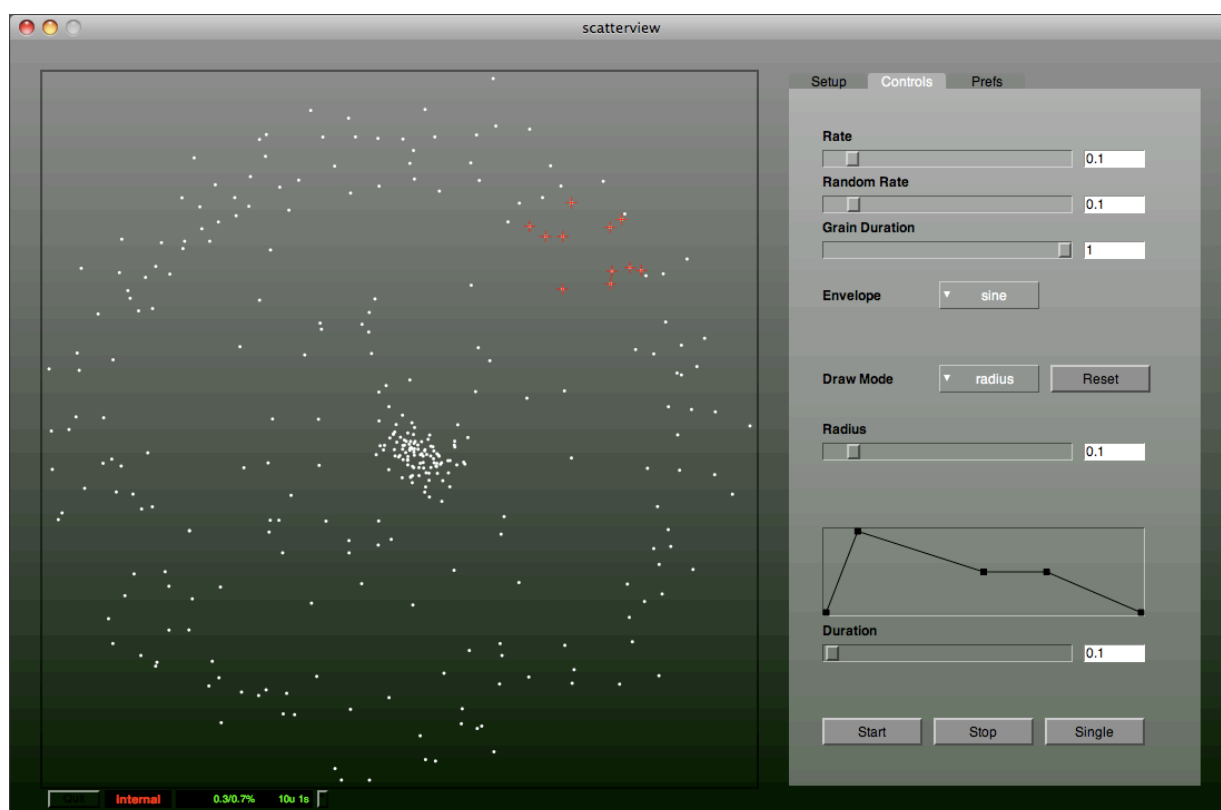 scatterview
Setup Controls Prefs
Rate
0.1
Random Rate
0.1
Grain Duration
1
Envelope sine
Draw Mode radius Reset
Radius
0.1
Duration
0.1
Start Stop Single
internal 0.3/0.7% 10u 1s